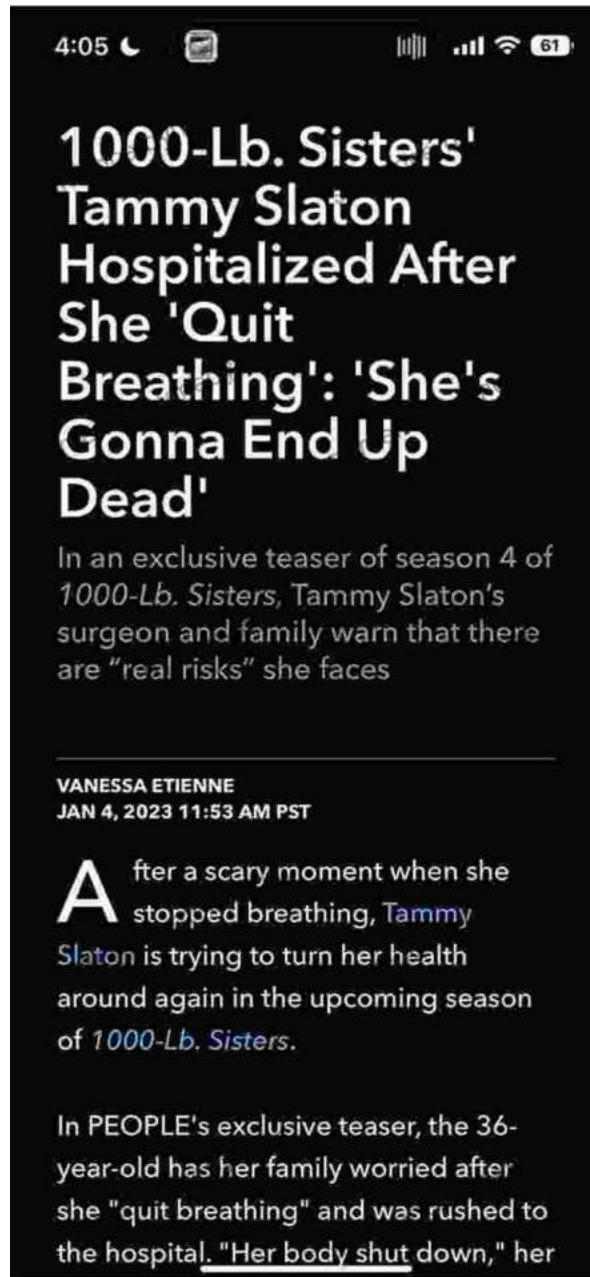 4:05
61
1000-Lb. Sisters'
Tammy Slaton
Hospitalized After
She 'Quit
Breathing': 'She's
Gonna End Up
Dead'
In an exclusive teaser of season 4 of
1000-Lb. Sisters, Tammy Slaton's
surgeon and family warn that there
are "real risks" she faces
VANESSA ETIENNE
JAN 4, 2023 11:53 AM PST
After a scary moment when she
stopped breathing, Tammy
Slaton is trying to turn her health
around again in the upcoming season
of 1000-Lb. Sisters.
In PEOPLE's exclusive teaser, the 36-
year-old has her family worried after
she "quit breathing" and was rushed to
the hospital. "Her body shut down," her